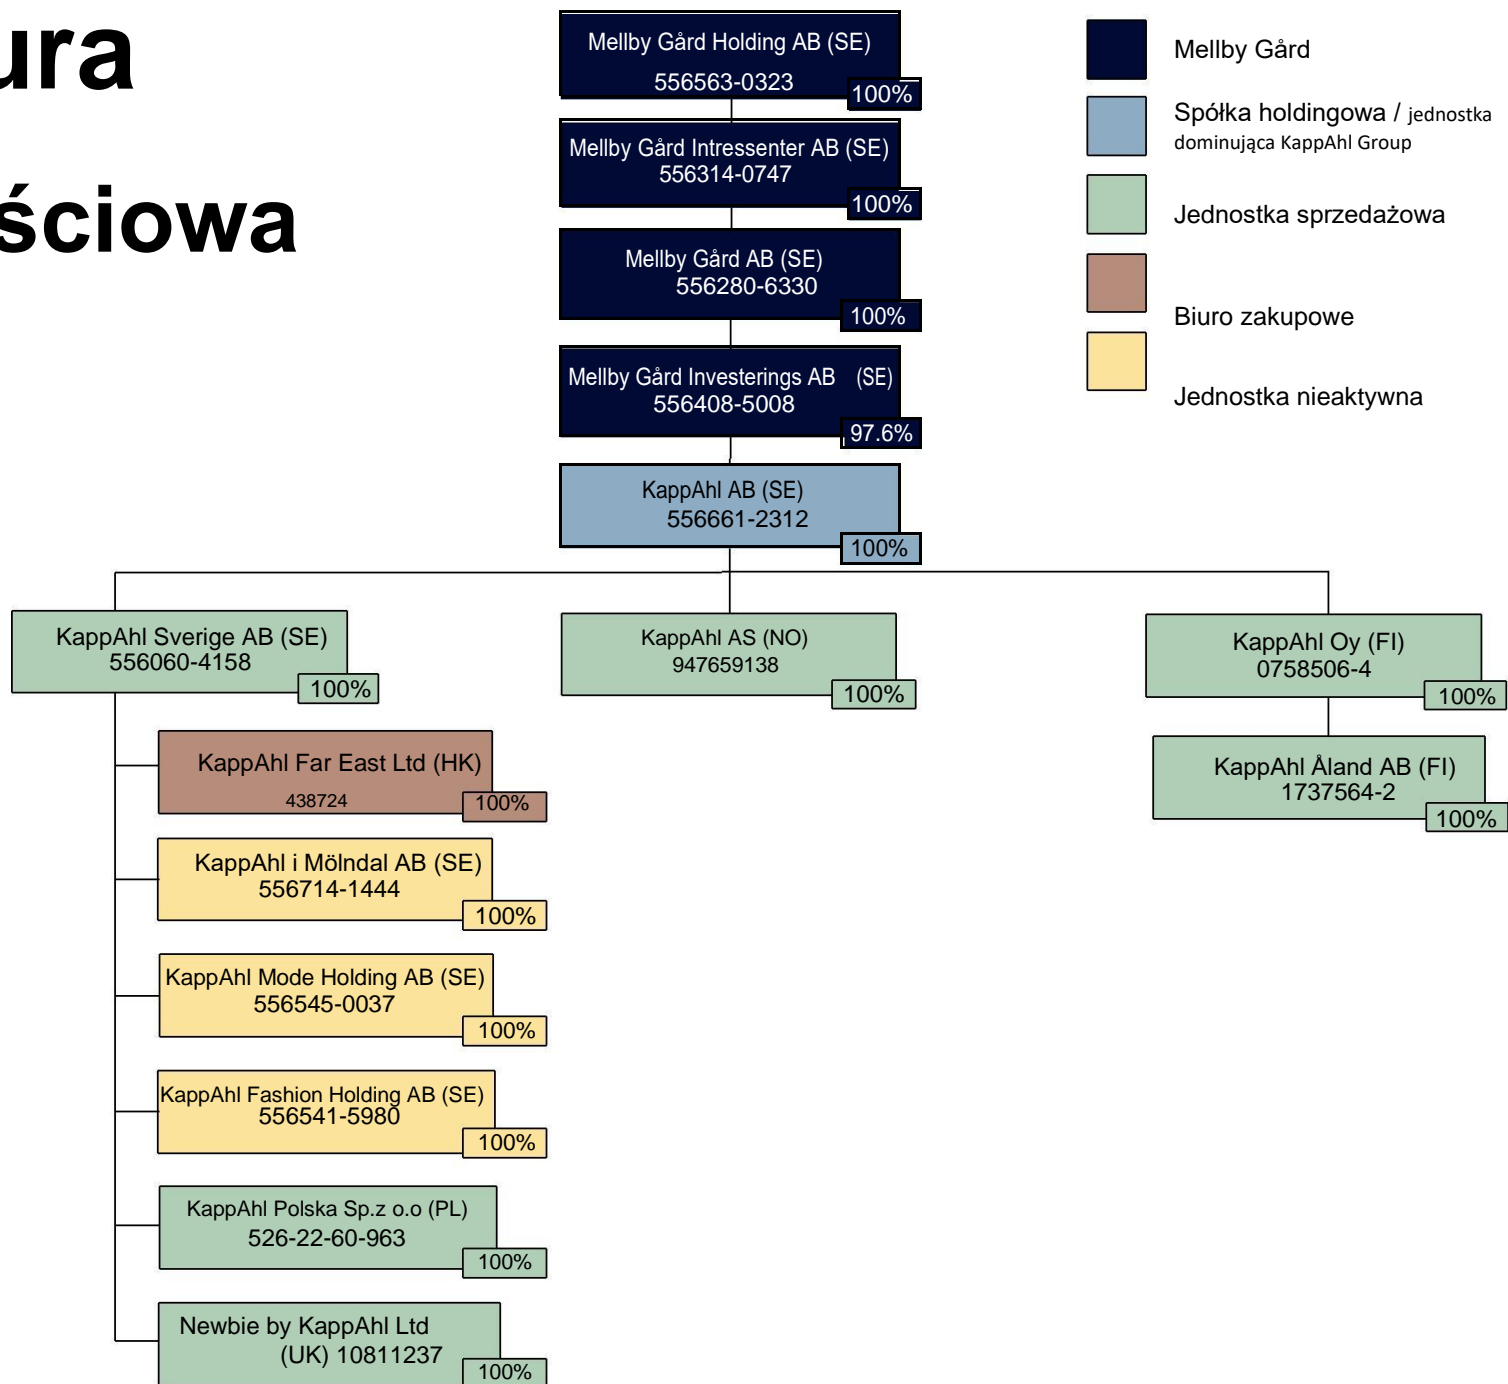 ura
ściowa
Mellby Gård Holding AB (SE)
556563-0323
100%
Mellby Gård Intressenter AB (SE)
556314-0747
100%
Mellby Gård AB (SE)
556280-6330
100%
Mellby Gård Investerings AB (SE)
556408-5008
97.6%
KappAhl AB (SE)
556661-2312
100%
Mellby Gård
Spółka holdingowa / jednostka
dominująca KappAhl Group
Jednostka sprzedażowa
Biuro zakupowe
Jednostka nieaktywna
KappAhl Sverige AB (SE)
556060-4158
100%
KappAhl AS (NO)
947659138
100%
KappAhl Oy (FI)
0758506-4
100%
KappAhl Far East Ltd (HK)
438724
100%
KappAhl Åland AB (FI)
1737564-2
100%
KappAhl i Mölndal AB (SE)
556714-1444
100%
KappAhl Mode Holding AB (SE)
556545-0037
100%
KappAhl Fashion Holding AB (SE)
556541-5980
100%
KappAhl Polska Sp.z o.o (PL)
526-22-60-963
100%
Newbie by KappAhl Ltd
(UK) 10811237
100%